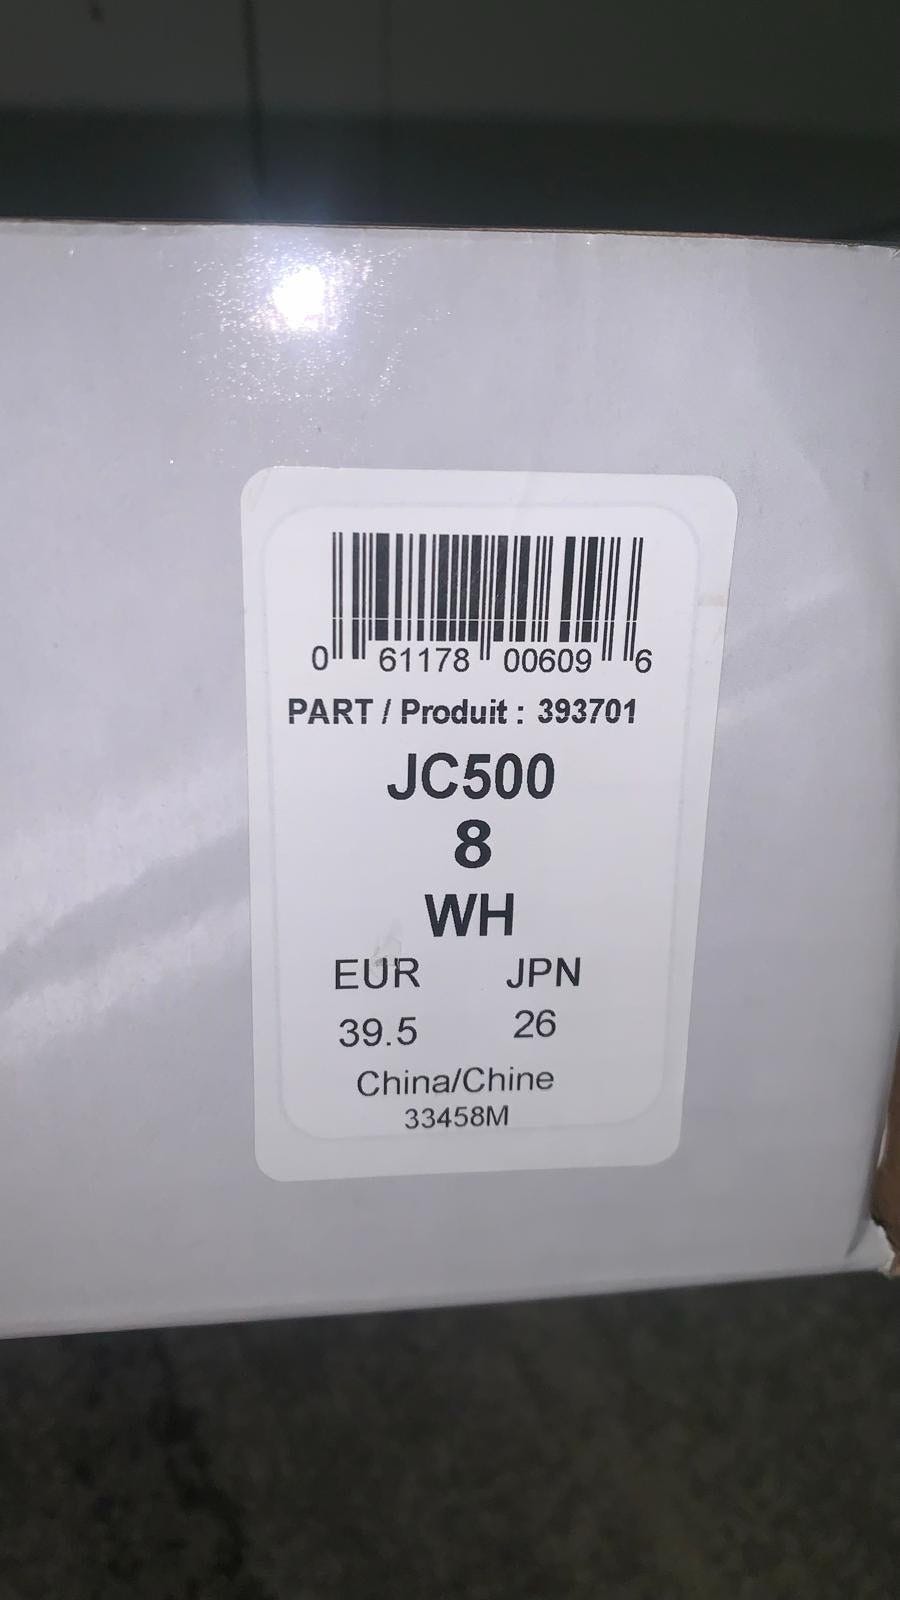 0 61178 00609 6
PART / Produit : 393701
JC500
8
WH
EUR JPN
39.5 26
China/Chine
33458M